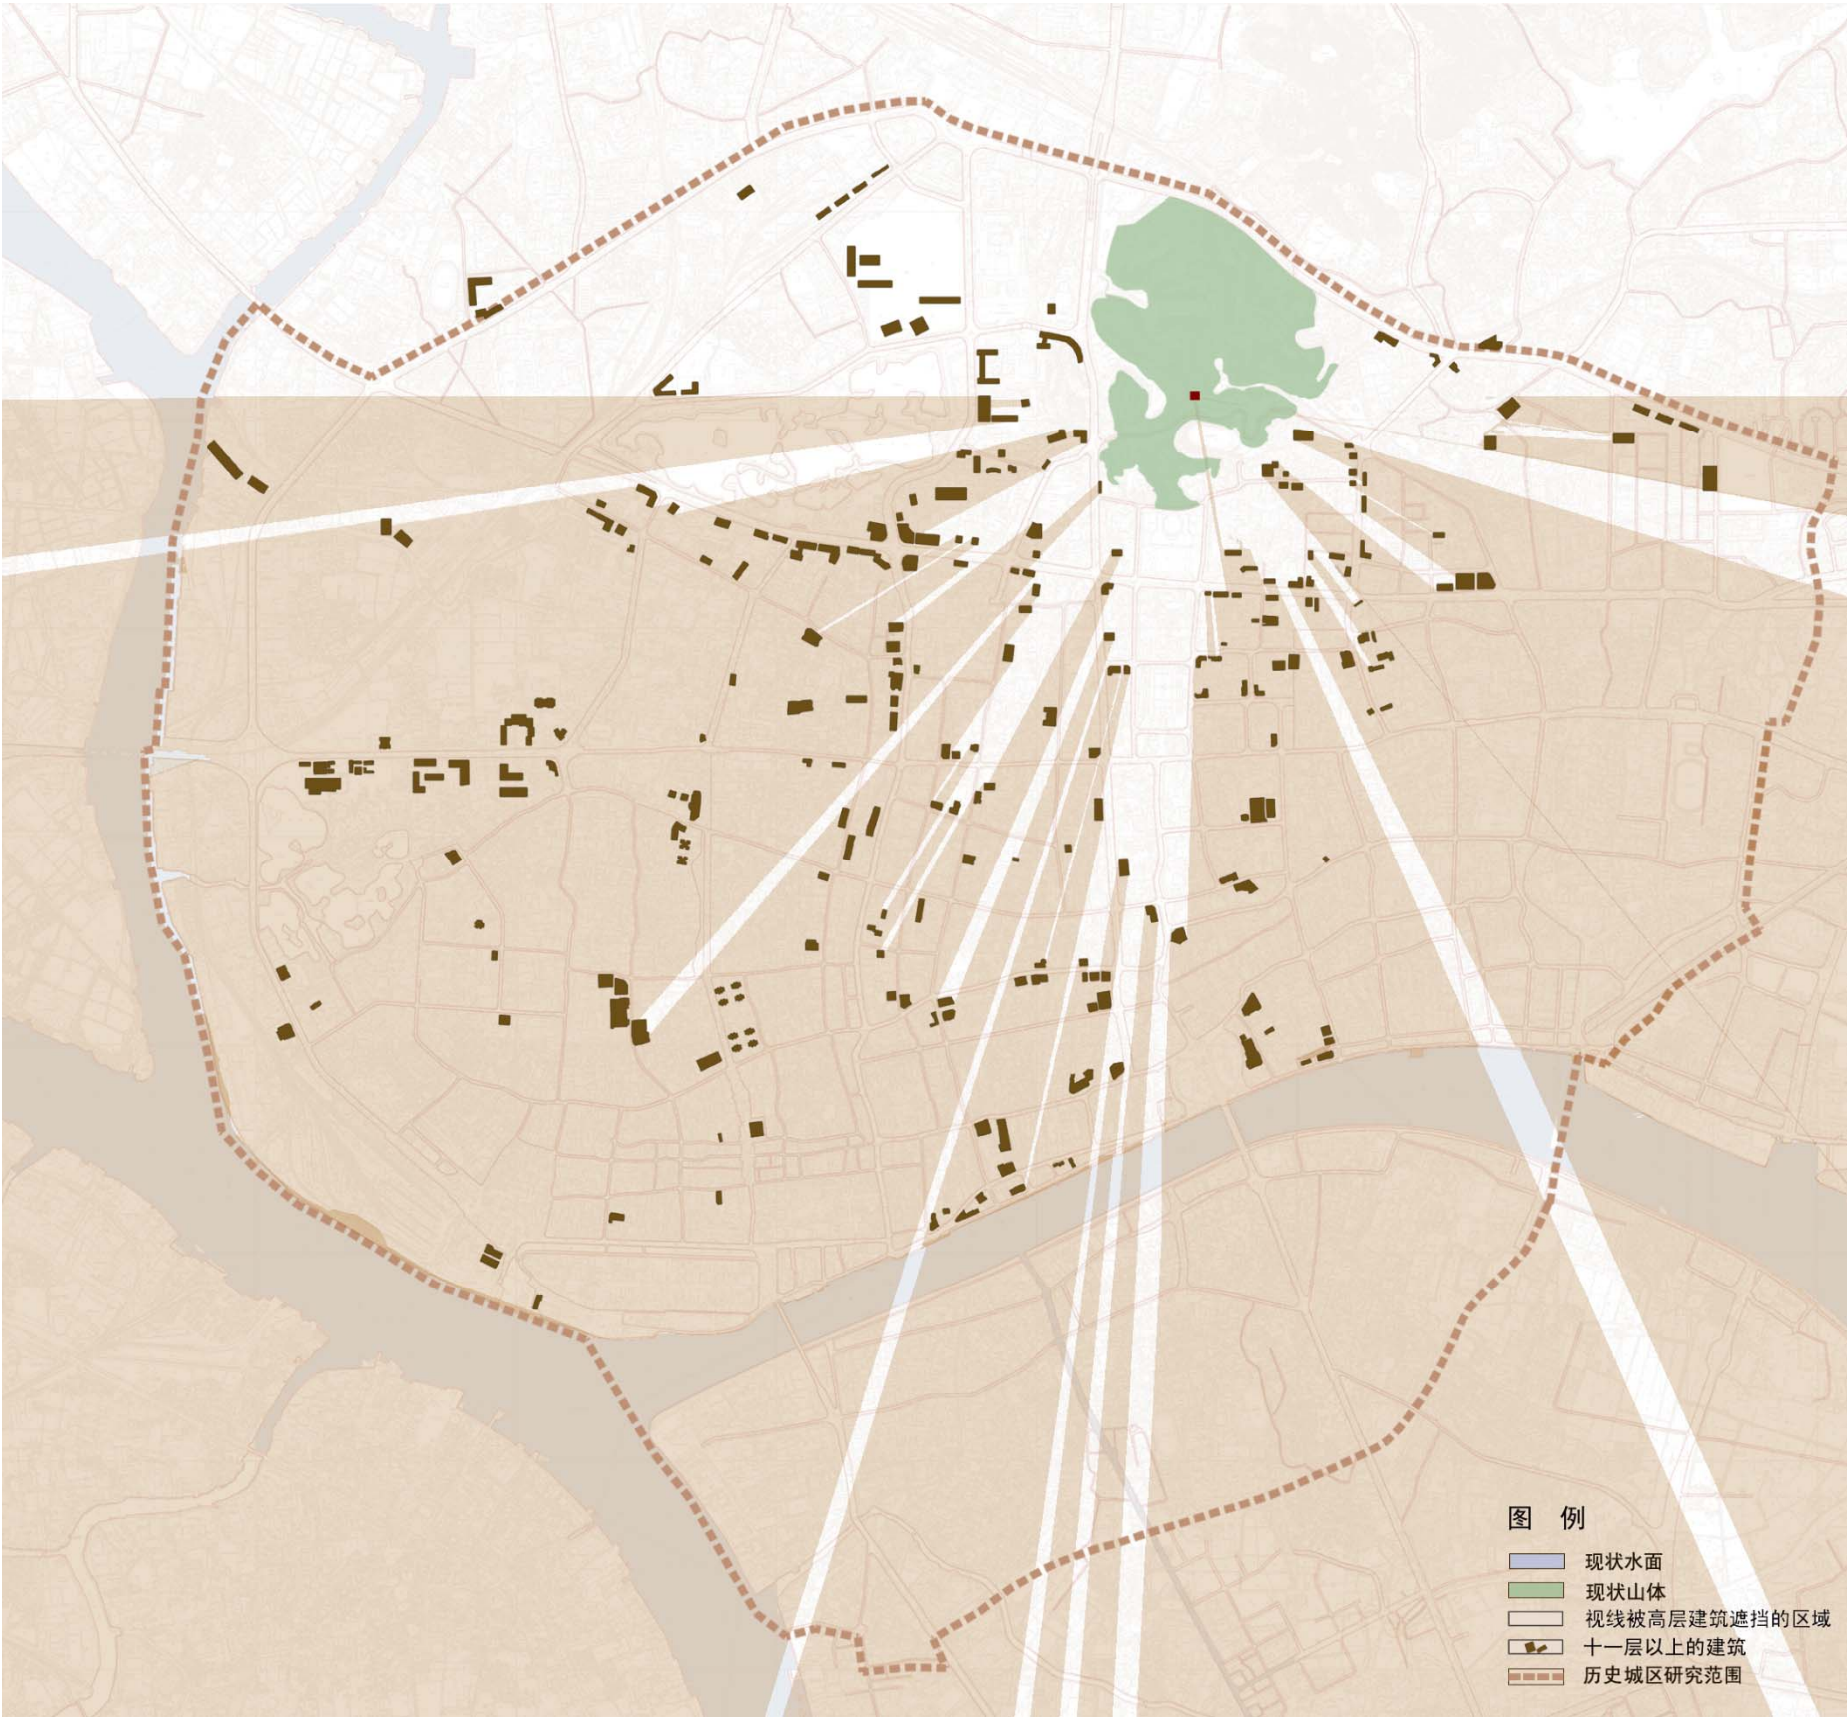 图 例
现状水面
现状山体
视线被高层建筑遮挡的区域
十一层以上的建筑
历史城区研究范围